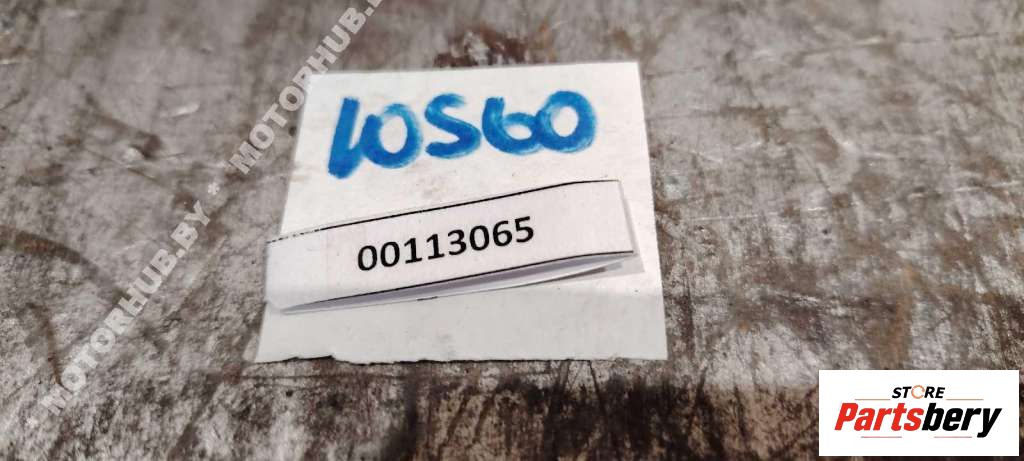 10S60
00113065
MOTORHUB.BY * MOTORHUB.BY
STORE
Partsbery